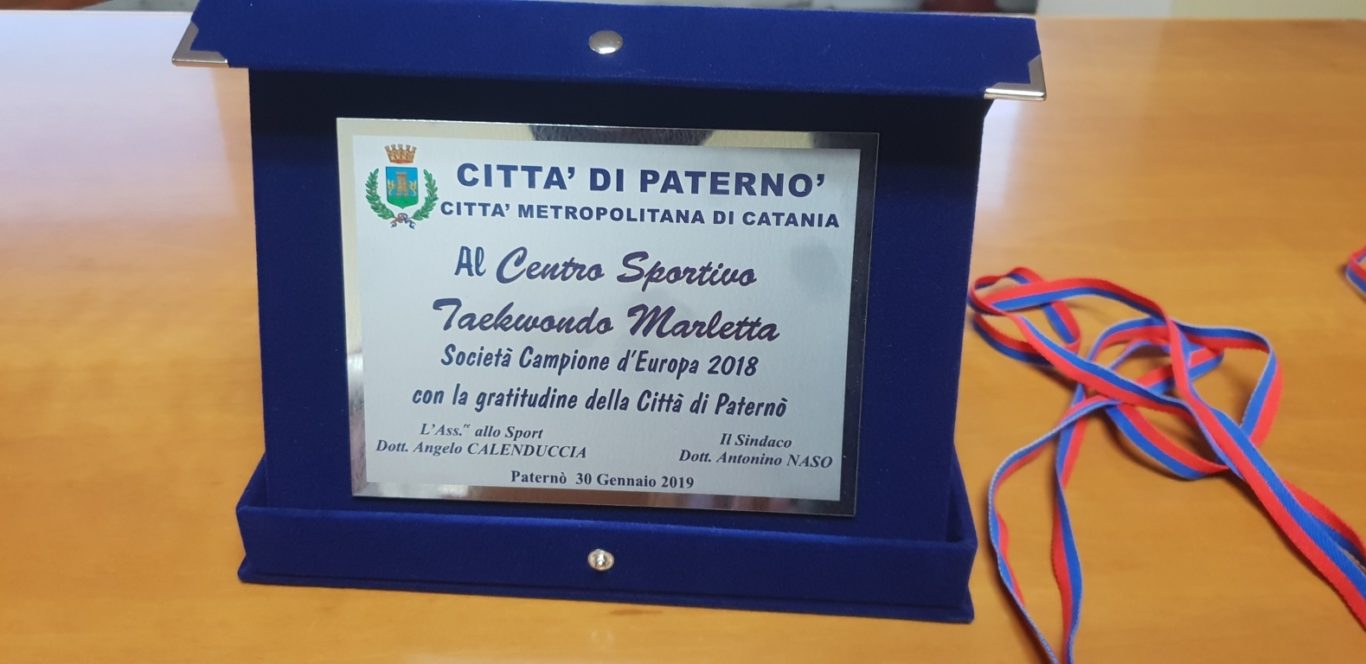 CITTA' DI PATERNO'
CITTA' METROPOLITANA DI CATANIA
Al Centro Sportivo
Taekwondo Marletta
Società Campione d'Europa 2018
con la gratitudine della Città di Paternò
L'Ass.re allo Sport
Dott. Angelo CALENDUCCIA
Il Sindaco
Dott. Antonino NASO
Paternò 30 Gennaio 2019